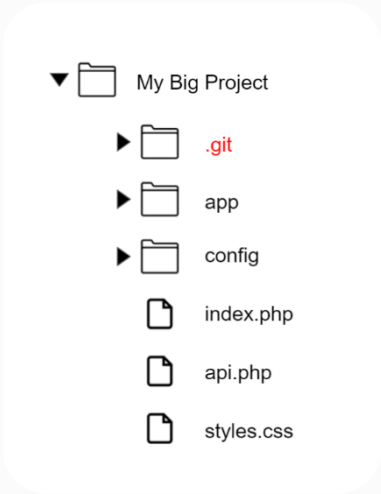 My Big Project
.git
app
config
index.php
api.php
styles.css